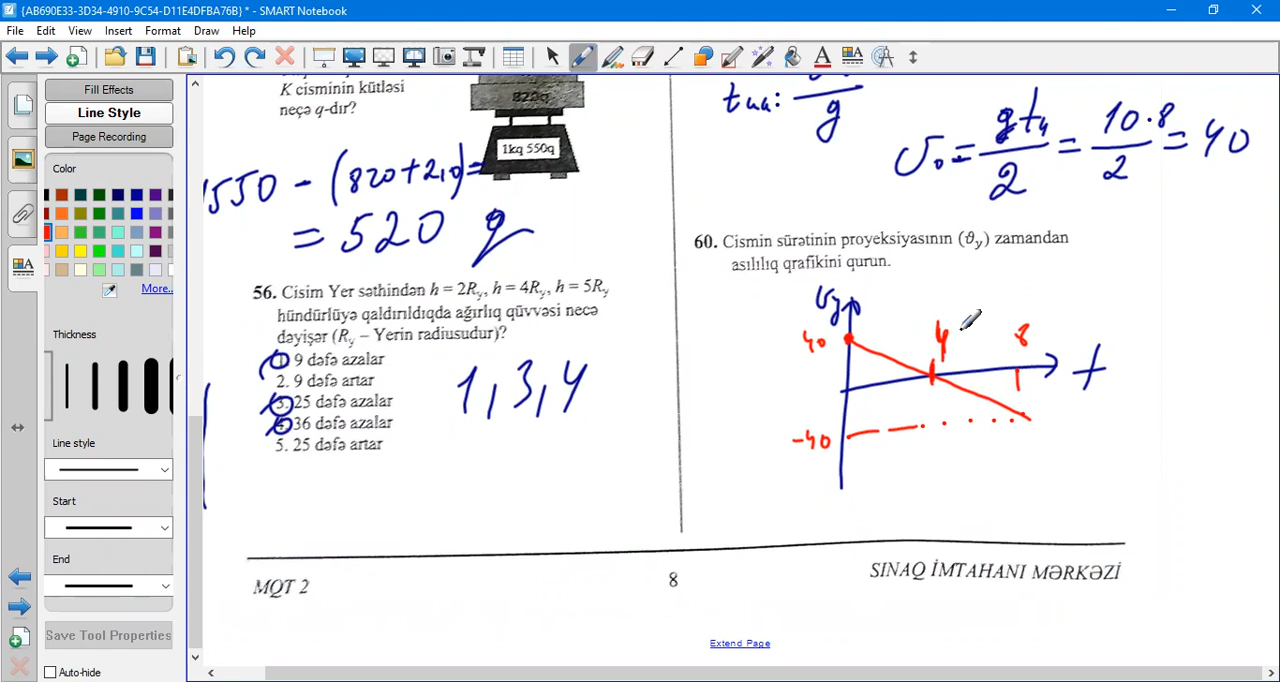 {AB690E33-3D34-4910-9C54-D11E4DFBA76B} * - SMART Notebook
File Edit View Insert Format Draw Help
Fill Effects
Line Style
Page Recording
Color
More...
Thickness
Line style
Start
End
Save Tool Properties
Auto-hide
K cisminin kütləsi
neçə q-dır?
820q
1kq 550q
1550 - (820+210)=
= 520 q
56. Cisim Yer səthindən h = 2Ry, h = 4Ry, h = 5Ry
hündürlüyə qaldırıldıqda ağırlıq qüvvəsi necə
dəyişər (Ry – Yerin radiusudur)?
1. 9 dəfə azalar
2. 9 dəfə artar
3. 25 dəfə azalar
4. 36 dəfə azalar
5. 25 dəfə artar
1, 3, 4
g
υ0 = gt4/2 = 10·8/2 = 40
60. Cismin sürətinin proyeksiyasının (ϑy) zamandan
asılılıq qrafikini qurun.
υy
40
4
8
t
-40
MQT 2
8
SINAQ İMTAHANI MƏRKƏZİ
Extend Page